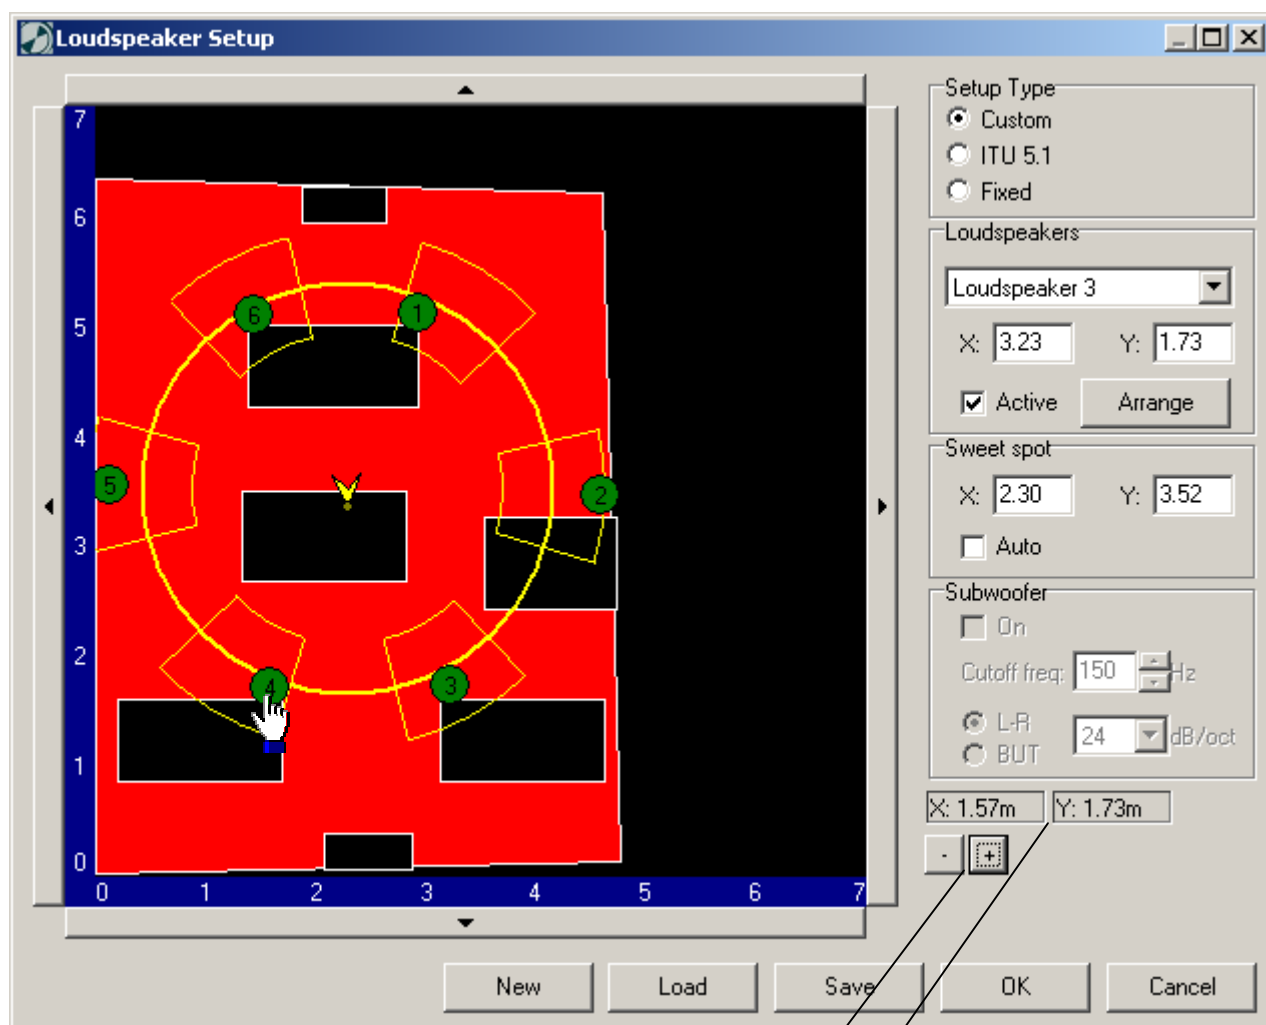 Loudspeaker Setup
7
6
5
4
3
2
1
0
0 1 2 3 4 5 6 7
6
1
5
2
4
3
Setup Type
Custom
ITU 5.1
Fixed
Loudspeakers
Loudspeaker 3
X: 3.23 Y: 1.73
Active Arrange
Sweet spot
X: 2.30 Y: 3.52
Auto
Subwoofer
On
Cutoff freq: 150 Hz
L-R
BUT
24 dB/oct
X: 1.57m Y: 1.73m
- +
New Load Save OK Cancel